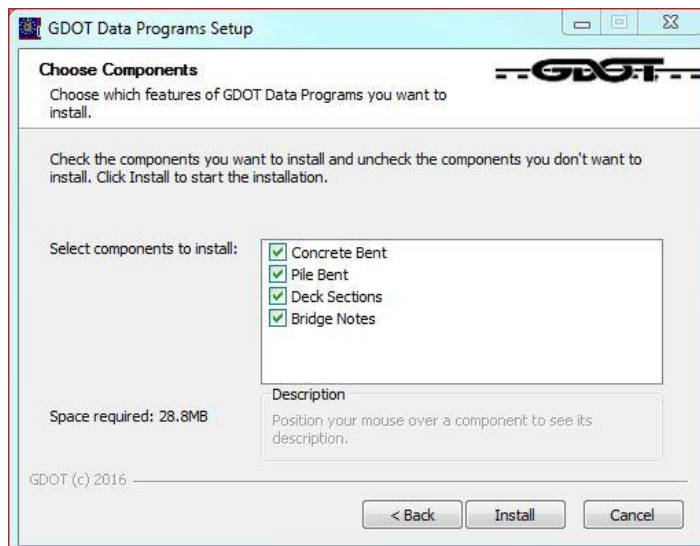 GDOT Data Programs Setup
Choose Components
GDOT
Choose which features of GDOT Data Programs you want to
install.
Check the components you want to install and uncheck the components you don't want to
install. Click Install to start the installation.
Select components to install:
Concrete Bent
Pile Bent
Deck Sections
Bridge Notes
Space required: 28.8MB
Description
Position your mouse over a component to see its
description.
GDOT (c) 2016
< Back
Install
Cancel